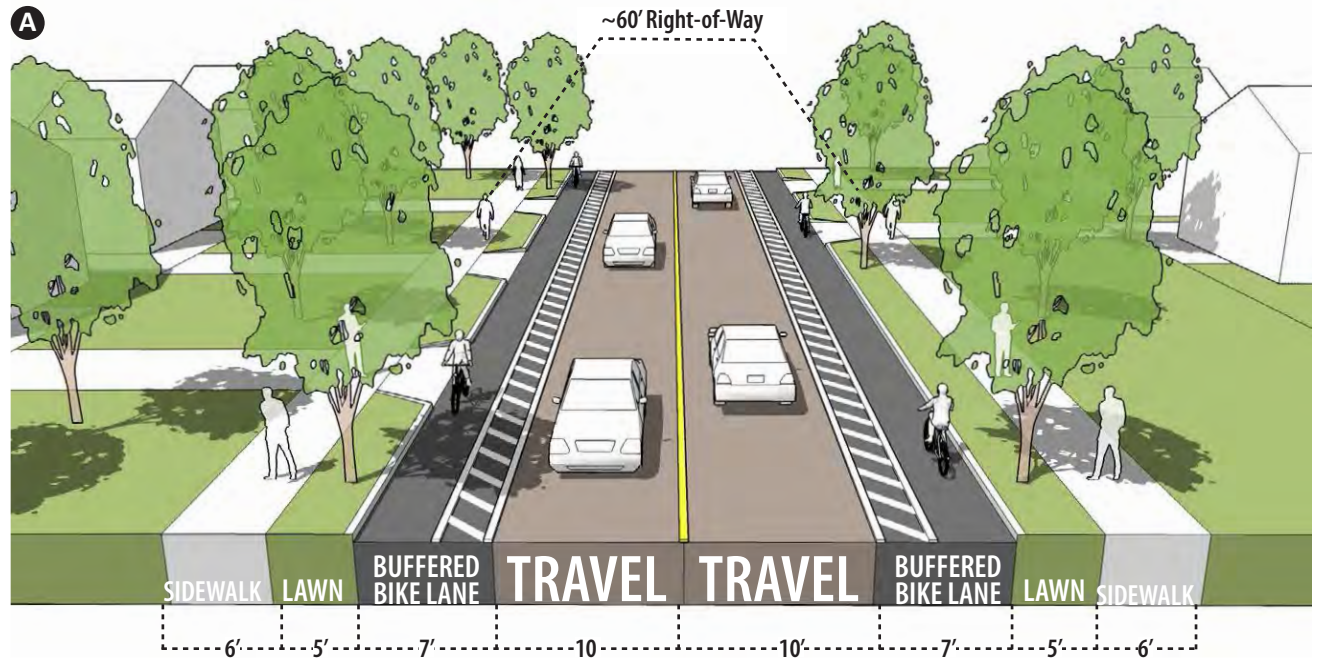 A
~60' Right-of-Way
SIDEWALK
LAWN
BUFFERED
BIKE LANE
TRAVEL
TRAVEL
BUFFERED
BIKE LANE
LAWN
SIDEWALK
6' 5' 7' 10 10' 7' 5' 6'